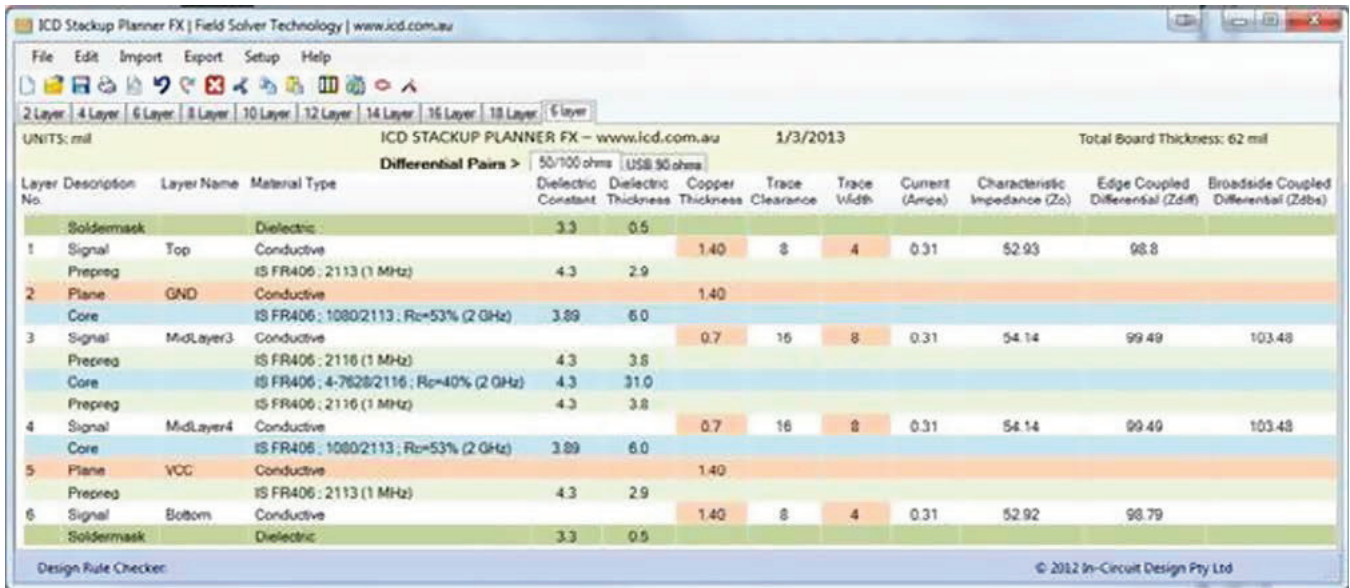 ICD Stackup Planner FX | Field Solver Technology | www.icd.com.au
File Edit Import Export Setup Help
2 Layer 4 Layer 6 Layer 8 Layer 10 Layer 12 Layer 14 Layer 16 Layer 18 Layer 6 layer
UNITS: mil ICD STACKUP PLANNER FX – www.icd.com.au 1/3/2013 Total Board Thickness: 62 mil
Differential Pairs > 50/100 ohms USB 90 ohms
Layer Description Layer Name Material Type Dielectric Dielectric Copper Trace Trace Current Characteristic Edge Coupled Broadside Coupled
No. Constant Thickness Thickness Clearance Width (Amps) Impedance (Zo) Differential (Zdiff) Differential (Zdbs)
Soldermask Dielectric 3.3 0.5
1 Signal Top Conductive 1.40 8 4 0.31 52.93 98.8
Prepreg IS FR406 ; 2113 (1 MHz) 4.3 2.9
2 Plane GND Conductive 1.40
Core IS FR406 ; 1080/2113 ; Rc=53% (2 GHz) 3.89 6.0
3 Signal MidLayer3 Conductive 0.7 16 8 0.31 54.14 99.49 103.48
Prepreg IS FR406 ; 2116 (1 MHz) 4.3 3.8
Core IS FR406 ; 4-7628/2116 ; Rc=40% (2 GHz) 4.3 31.0
Prepreg IS FR406 ; 2116 (1 MHz) 4.3 3.8
4 Signal MidLayer4 Conductive 0.7 16 8 0.31 54.14 99.49 103.48
Core IS FR406 ; 1080/2113 ; Rc=53% (2 GHz) 3.89 6.0
5 Plane VCC Conductive 1.40
Prepreg IS FR406 ; 2113 (1 MHz) 4.3 2.9
6 Signal Bottom Conductive 1.40 8 4 0.31 52.92 98.79
Soldermask Dielectric 3.3 0.5
Design Rule Checker: © 2012 In-Circuit Design Pty Ltd